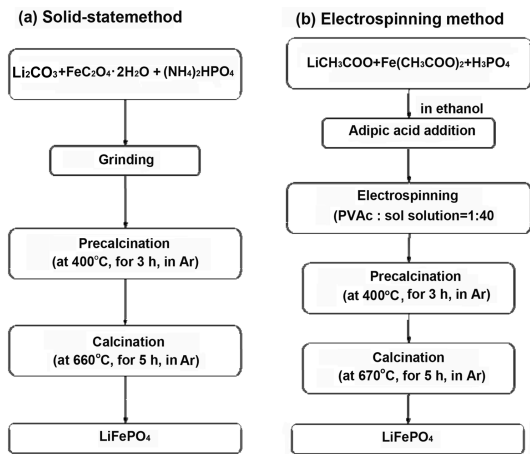 (a) Solid-statemethod
Li₂CO₃+FeC₂O₄·2H₂O + (NH₄)₂HPO₄
Grinding
Precalcination
(at 400°C, for 3 h, in Ar)
Calcination
(at 660°C, for 5 h, in Ar)
LiFePO₄
(b) Electrospinning method
LiCH₃COO+Fe(CH₃COO)₂+H₃PO₄
in ethanol
Adipic acid addition
Electrospinning
(PVAc : sol solution=1:40
Precalcination
(at 400°C, for 3 h, in Ar)
Calcination
(at 670°C, for 5 h, in Ar)
LiFePO₄